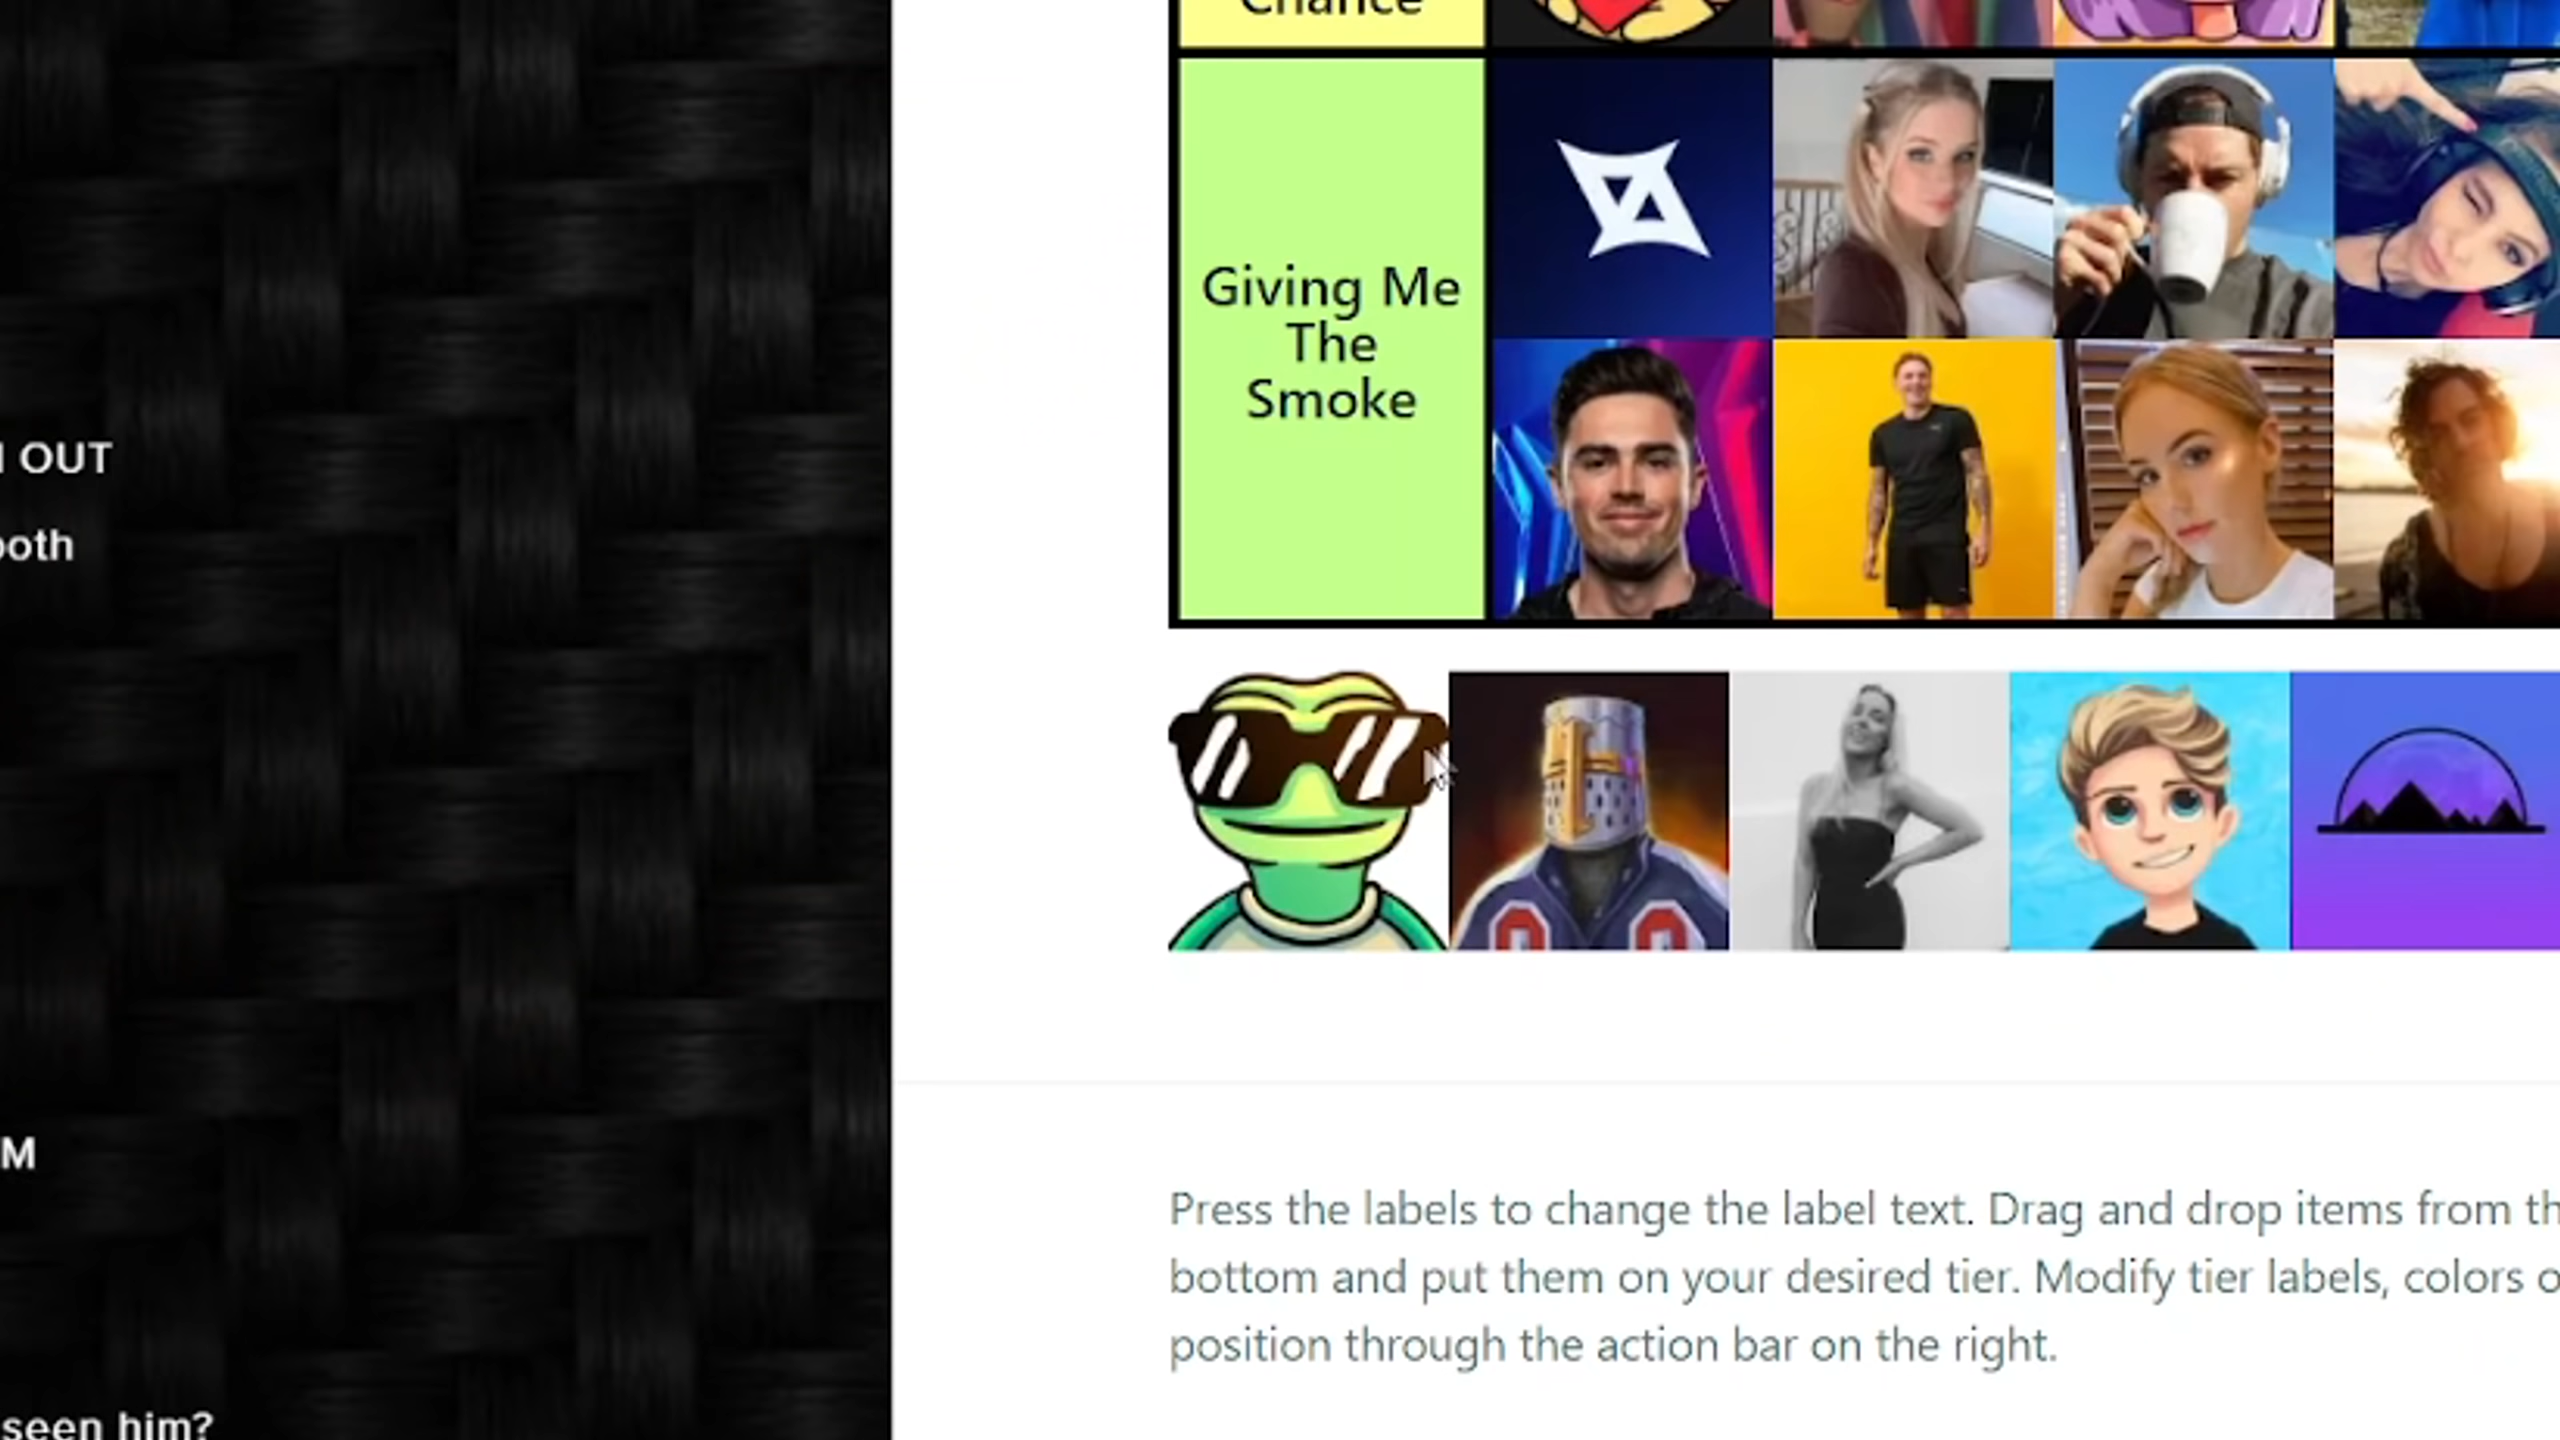 Chance
Giving Me
The
Smoke
OUT
both
M
seen him?
Press the labels to change the label text. Drag and drop items from th
bottom and put them on your desired tier. Modify tier labels, colors o
position through the action bar on the right.